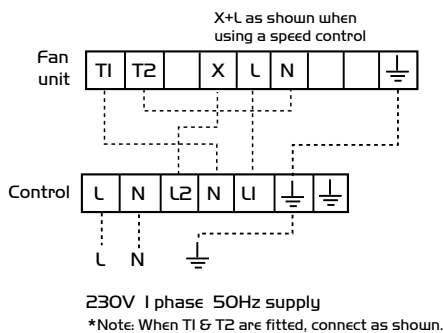 X+L as shown when
using a speed control
Fan
unit
T1 T2 X L N
Control
L N L2 N L1
L N
230V 1 phase 50Hz supply
*Note: When T1 & T2 are fitted, connect as shown.